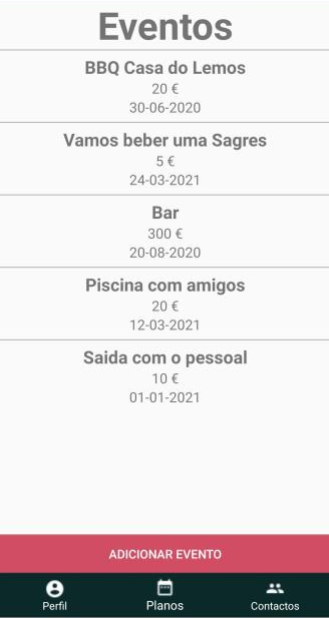 Eventos
BBQ Casa do Lemos
20 €
30-06-2020
Vamos beber uma Sagres
5 €
24-03-2021
Bar
300 €
20-08-2020
Piscina com amigos
20 €
12-03-2021
Saida com o pessoal
10 €
01-01-2021
ADICIONAR EVENTO
Perfil
Planos
Contactos